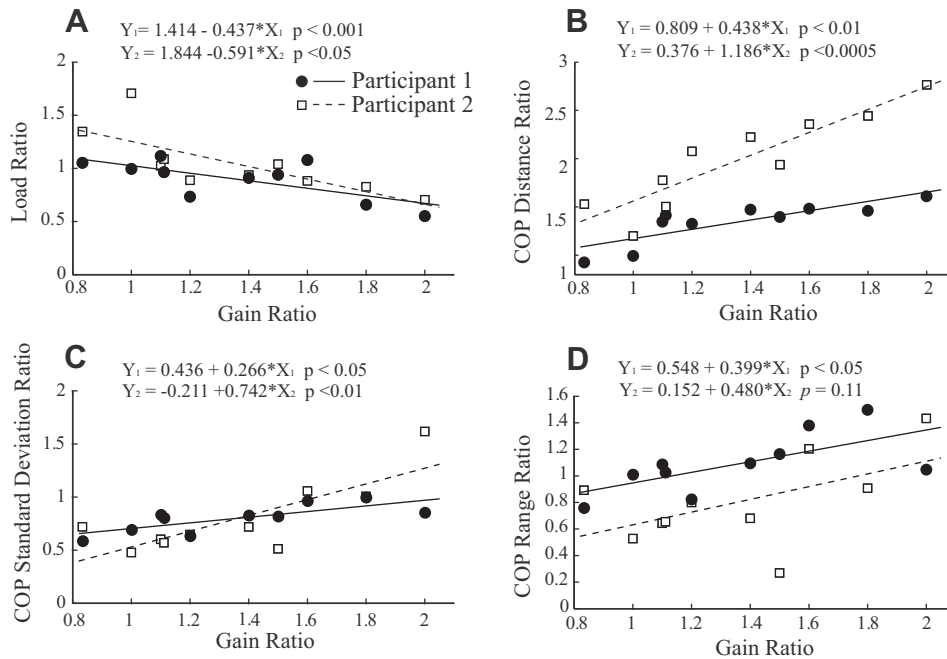 A
Y₁= 1.414 - 0.437*X₁ p < 0.001
Y₂ = 1.844 -0.591*X₂ p <0.05
Participant 1
Participant 2
2
1.5
1
0.5
0
Load Ratio
0.8 1 1.2 1.4 1.6 1.8 2
Gain Ratio
B
Y₁ = 0.809 + 0.438*X₁ p < 0.01
Y₂ = 0.376 + 1.186*X₂ p <0.0005
3
2.5
2
1.5
1
1
COP Distance Ratio
0.8 1 1.2 1.4 1.6 1.8 2
Gain Ratio
C
Y₁ = 0.436 + 0.266*X₁ p < 0.05
Y₂ = -0.211 +0.742*X₂ p <0.01
2
1.5
1
0.5
0
COP Standard Deviation Ratio
0.8 1 1.2 1.4 1.6 1.8 2
Gain Ratio
D
Y₁ = 0.548 + 0.399*X₁ p < 0.05
Y₂ = 0.152 + 0.480*X₂ p = 0.11
1.6
1.4
1.2
1
0.8
0.6
0.4
0.2
0
COP Range Ratio
0.8 1 1.2 1.4 1.6 1.8 2
Gain Ratio